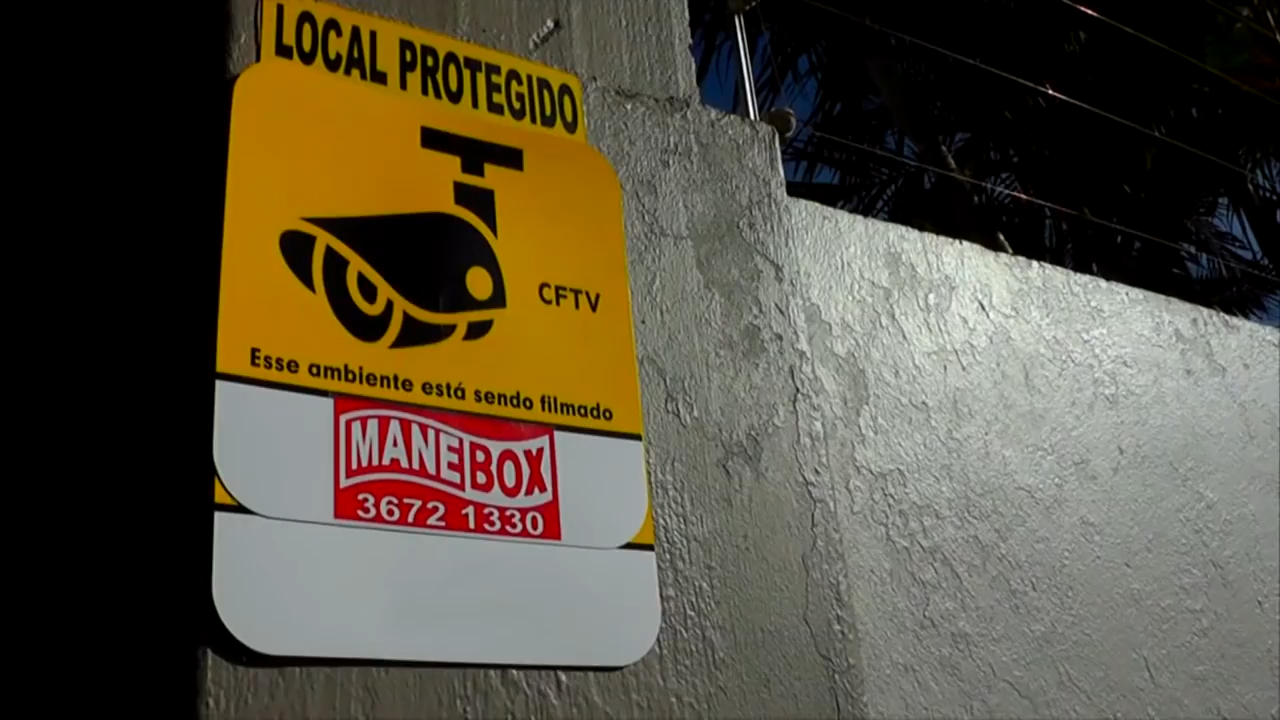 LOCAL PROTEGIDO
CFTV
Esse ambiente está sendo filmado
MANEBOX
3672 1330